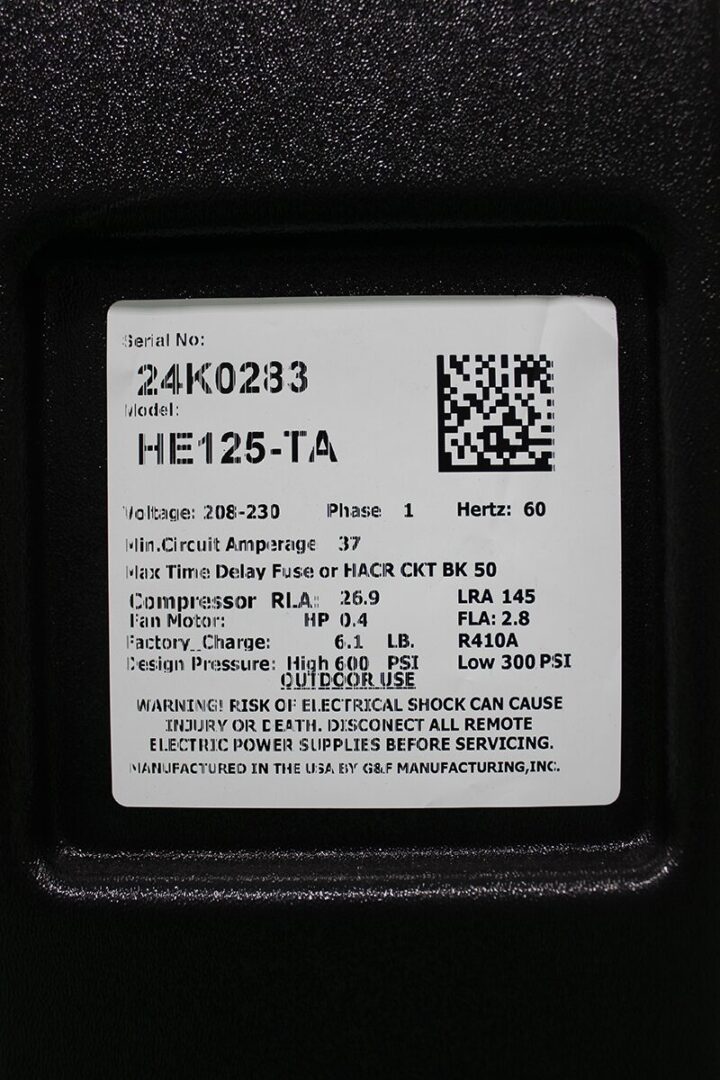 Serial No:
24K0283
Model:
HE125-TA
Voltage: 208-230 Phase 1 Hertz: 60
Min.Circuit Amperage 37
Max Time Delay Fuse or HACR CKT BK 50
Compressor RLA: 26.9 LRA 145
Fan Motor: HP 0.4 FLA: 2.8
Factory_Charge: 6.1 LB. R410A
Design Pressure: High 600 PSI Low 300 PSI
OUTDOOR USE
WARNING! RISK OF ELECTRICAL SHOCK CAN CAUSE
INJURY OR DEATH. DISCONECT ALL REMOTE
ELECTRIC POWER SUPPLIES BEFORE SERVICING.
MANUFACTURED IN THE USA BY G&F MANUFACTURING,INC.